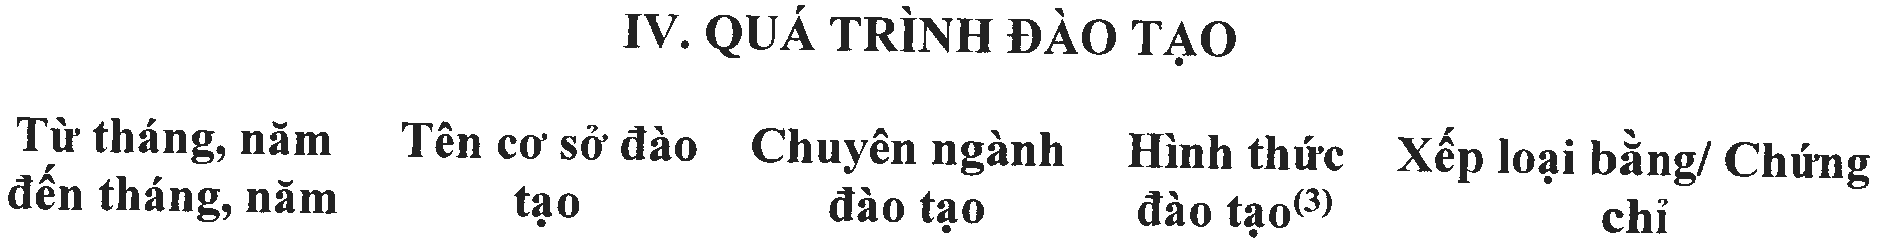 IV. QUÁ TRÌNH ĐÀO TẠO
Từ tháng, năm Tên cơ sở đào Chuyên ngành Hình thức Xếp loại bằng/ Chứng
đến tháng, năm tạo đào tạo đào tạo(3) chỉ